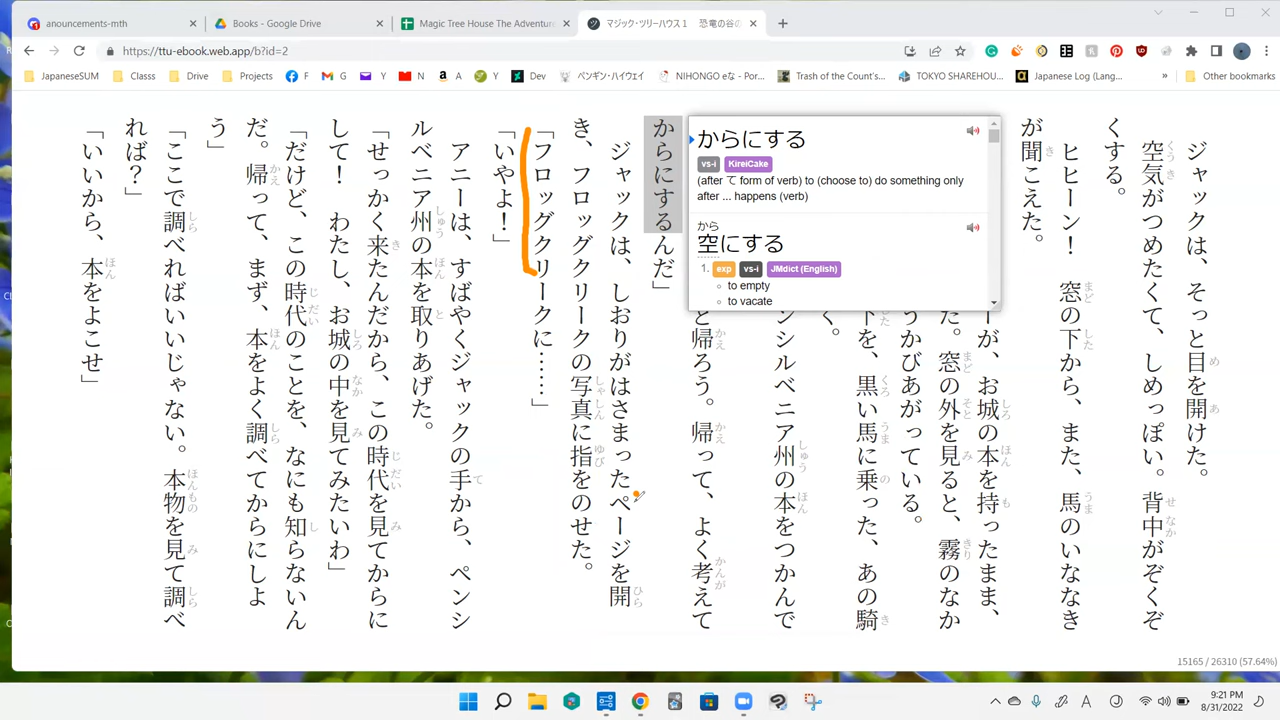 anouncements-mth
Books - Google Drive
Magic Tree House The Adventure
マジック・ツリーハウス 1 恐竜の谷の
https://ttu-ebook.web.app/b?id=2
JapaneseSUM
Classs
Drive
Projects
F
G
Y
N
A
Y
Dev
ペンギン・ハイウェイ
NIHONGO eな - Por...
Trash of the Count's...
TOKYO SHAREHOU...
Japanese Log (Lang...
»
Other bookmarks
ジャックは、そっと目を開けた。
空気がつめたくて、しめっぽい。背中がぞくぞ
くする。
ヒヒーン! 窓の下から、また、馬のいななき
が聞こえた。
ーが、お城の本を持ったまま、
た。窓の外を見ると、霧のなか
うかびあがっている。
下を、黒い馬に乗った、あの騎
く。
ンシルベニア州の本をつかんで
と帰ろう。帰って、よく考えて
からにするんだ」
ジャックは、しおりがはさまったページを開
き、フロッグクリークの写真に指をのせた。
「フロッグクリークに……」
「いやよ!」
アニーは、すばやくジャックの手から、ペンシ
ルベニア州の本を取りあげた。
「せっかく来たんだから、この時代を見てからに
して! わたし、お城の中を見てみたいわ」
「だけど、この時代のことを、なにも知らないん
だ。帰って、まず、本をよく調べてからにしよ
う」
「ここで調べればいいじゃない。本物を見て調べ
れば?」
「いいから、本をよこせ」
からにする
vs-i KireiCake
(after て form of verb) to (choose to) do something only
after ... happens (verb)
から
空にする
1. exp vs-i JMdict (English)
to empty
to vacate
15165 / 26310 (57.64%)
9:21 PM
8/31/2022